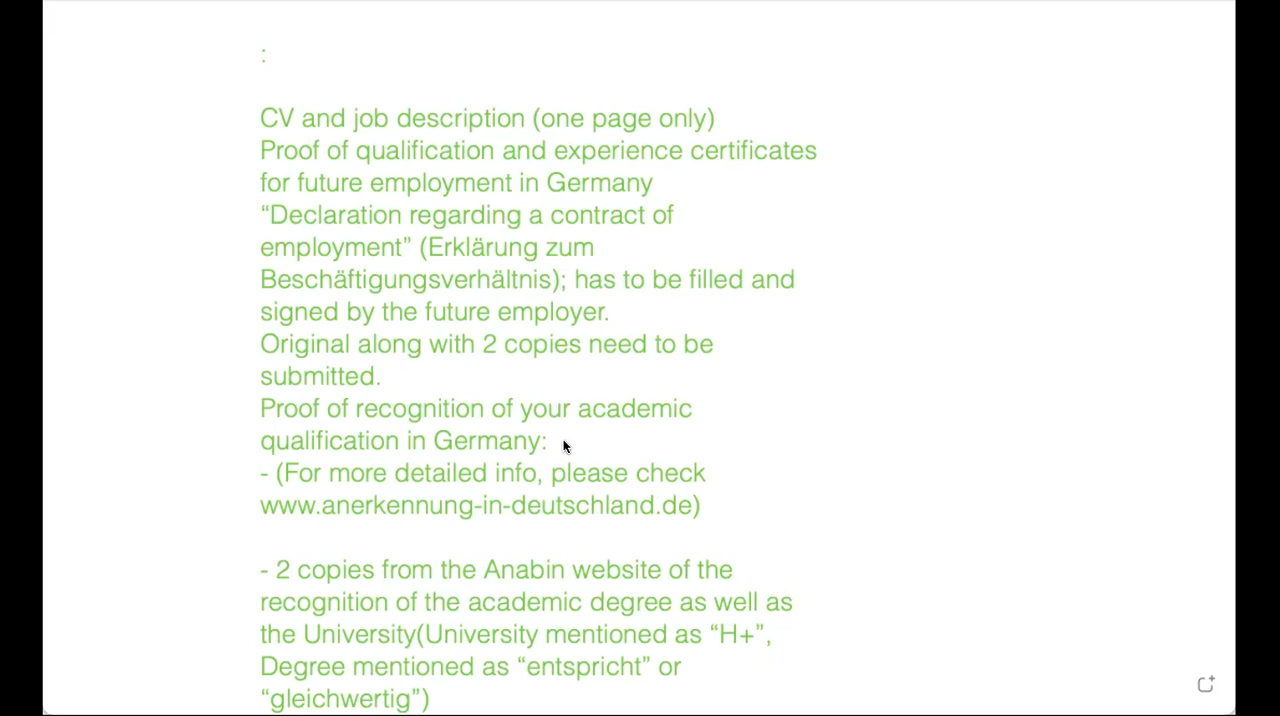 :
CV and job description (one page only)
Proof of qualification and experience certificates
for future employment in Germany
“Declaration regarding a contract of
employment” (Erklärung zum
Beschäftigungsverhältnis); has to be filled and
signed by the future employer.
Original along with 2 copies need to be
submitted.
Proof of recognition of your academic
qualification in Germany:
- (For more detailed info, please check
www.anerkennung-in-deutschland.de)
- 2 copies from the Anabin website of the
recognition of the academic degree as well as
the University(University mentioned as “H+”,
Degree mentioned as “entspricht” or
“gleichwertig”)